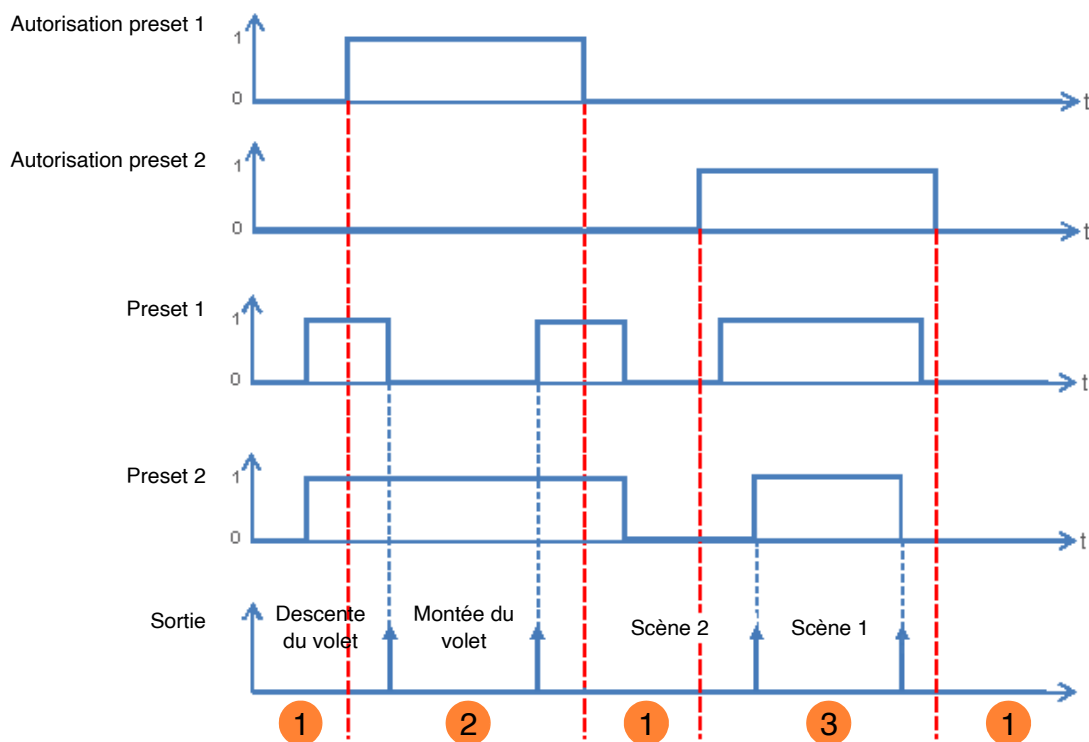 Autorisation preset 1
1
0
t
Autorisation preset 2
1
0
t
Preset 1
1
0
t
Preset 2
1
0
t
Sortie
Descente
du volet
Montée du
volet
Scène 2
Scène 1
1
2
1
3
1